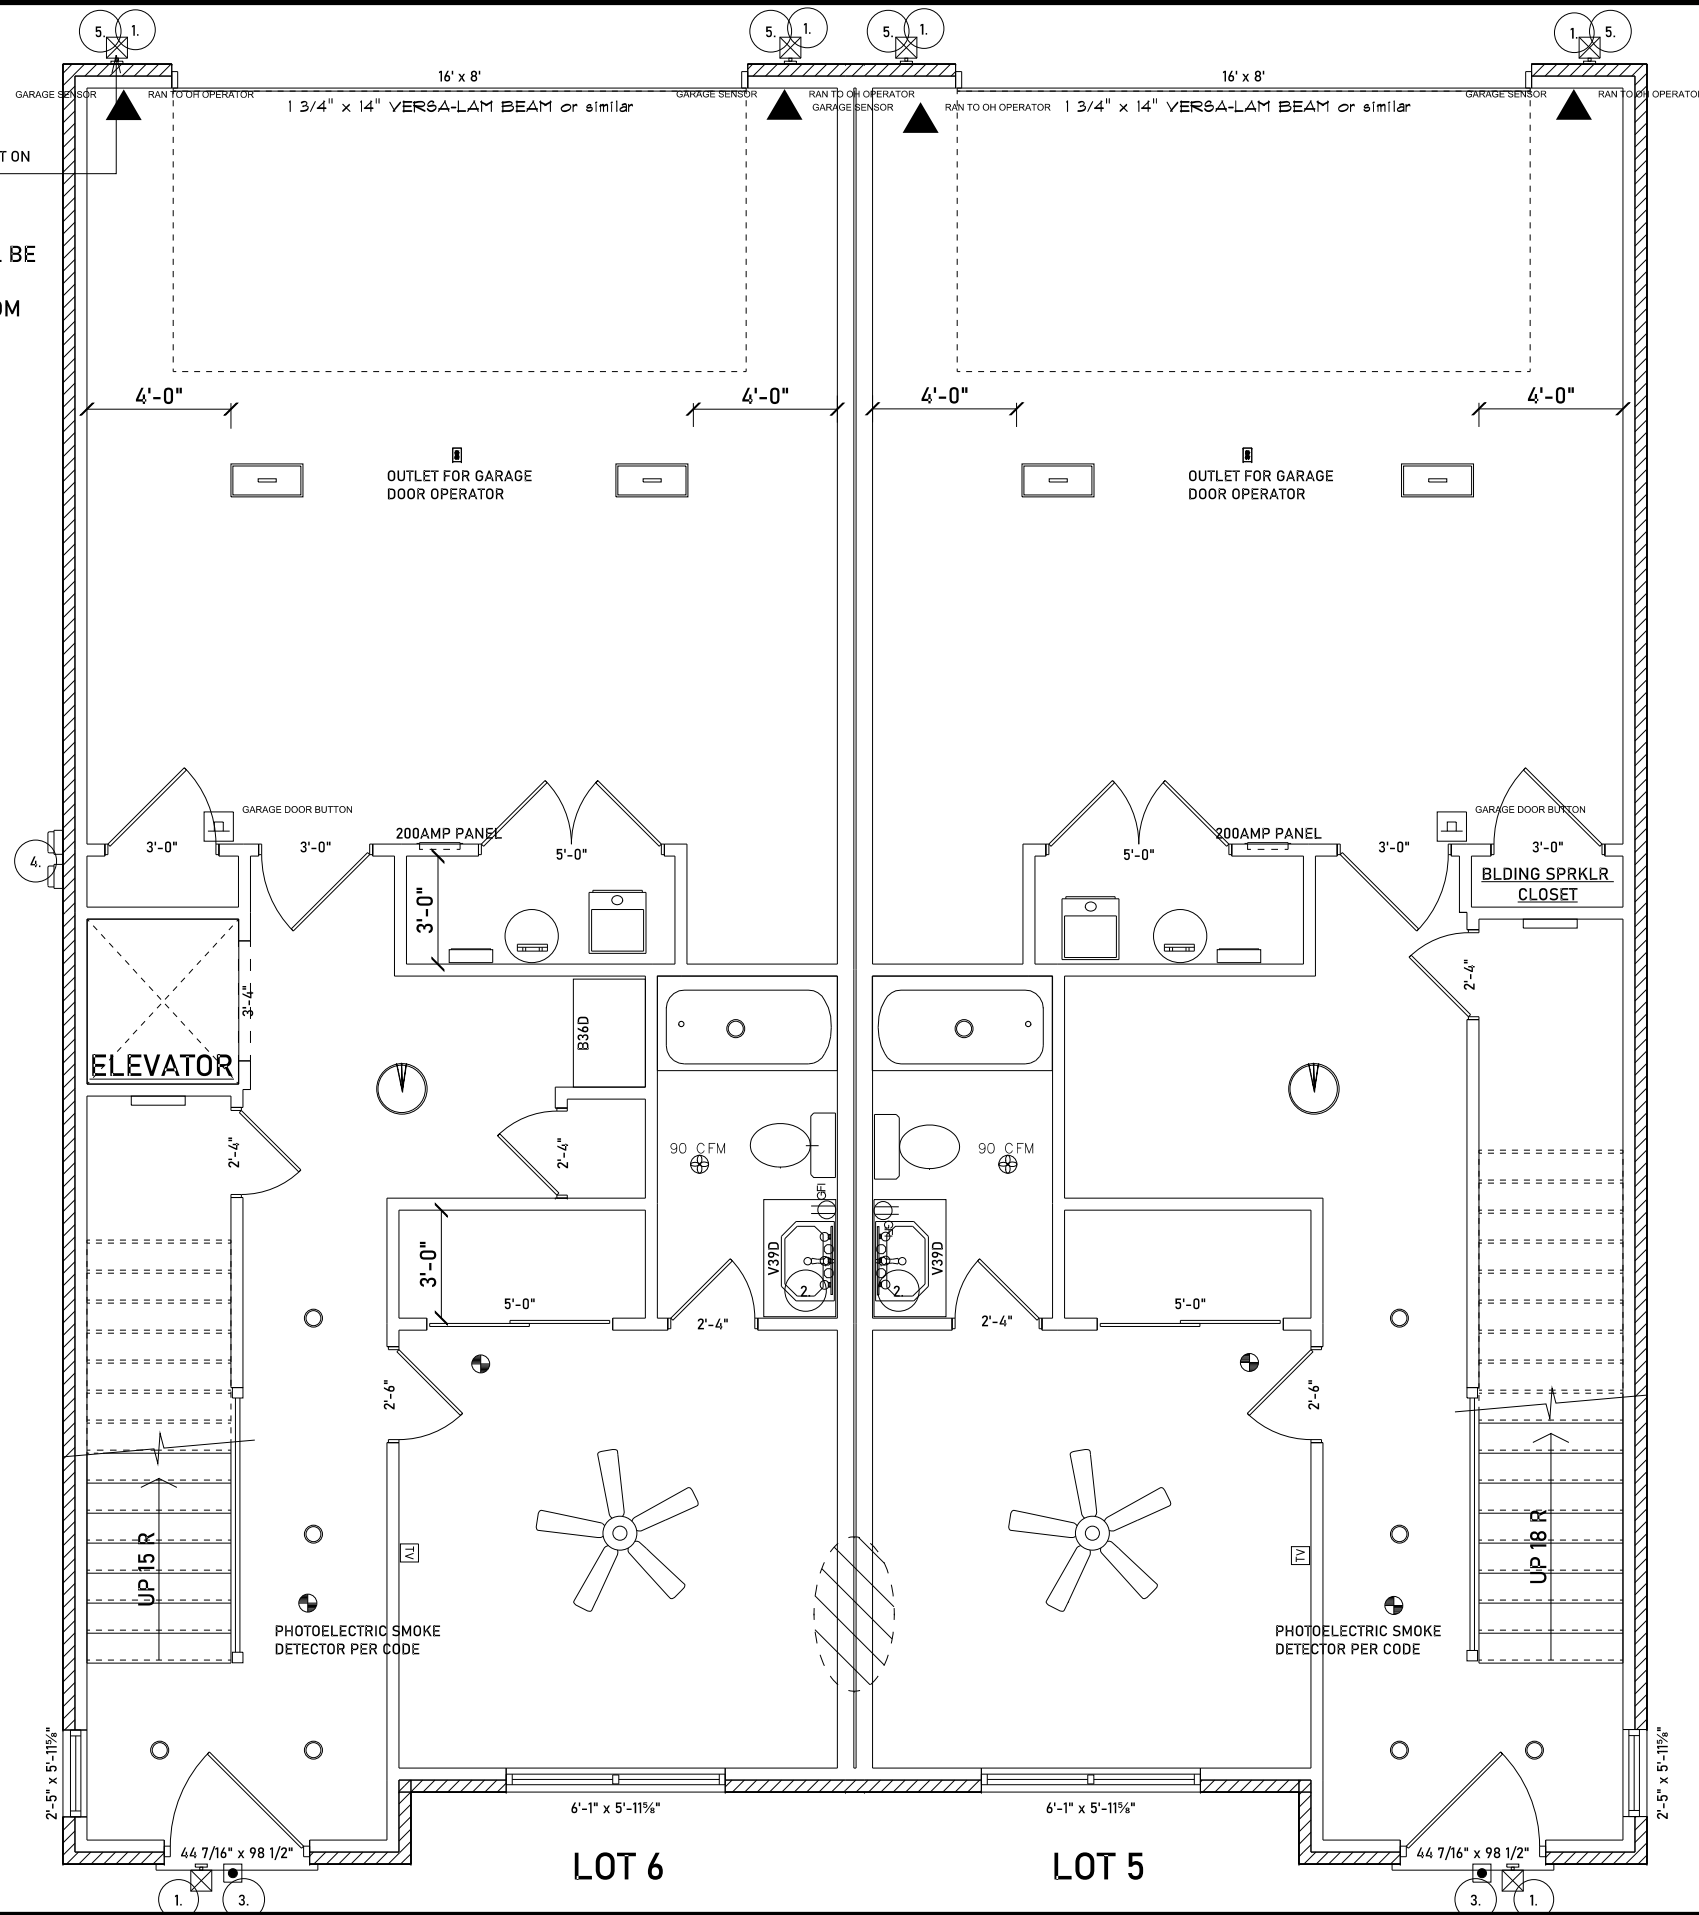 5. 1. 5. 1. 5. 1. 1. 5.
16' x 8' 16' x 8'
GARAGE SENSOR RAN TO OH OPERATOR GARAGE SENSOR RAN TO OH OPERATOR GARAGE SENSOR RAN TO OH OPERATOR
1 3/4" x 14" VERSA-LAM BEAM or similar 1 3/4" x 14" VERSA-LAM BEAM or similar
GARAGE SENSOR RAN TO OH OPERATOR
T ON
BE
OM
4'-0" 4'-0" 4'-0" 4'-0"
OUTLET FOR GARAGE
DOOR OPERATOR
OUTLET FOR GARAGE
DOOR OPERATOR
GARAGE DOOR BUTTON GARAGE DOOR BUTTON
200AMP PANEL 200AMP PANEL
3'-0" 3'-0" 5'-0" 5'-0" 3'-0" 3'-0"
4.
BLDING SPRKLR
CLOSET
3'-0"
2'-4"
3'-4"
B36D
ELEVATOR
2'-4" 2'-4"
90 CFM 90 CFM
GFI GFI
3'-0"
V39D V39D
2. 2.
5'-0" 5'-0"
2'-4" 2'-4"
2'-6" 2'-6"
UP 15 R UP 18 R
TV TV
PHOTOELECTRIC SMOKE
DETECTOR PER CODE
PHOTOELECTRIC SMOKE
DETECTOR PER CODE
2'-5" x 5'-11⅝" 2'-5" x 5'-11⅝"
6'-1" x 5'-11⅝" 6'-1" x 5'-11⅝"
44 7/16" x 98 1/2" 44 7/16" x 98 1/2"
LOT 6 LOT 5
1. 3. 3. 1.